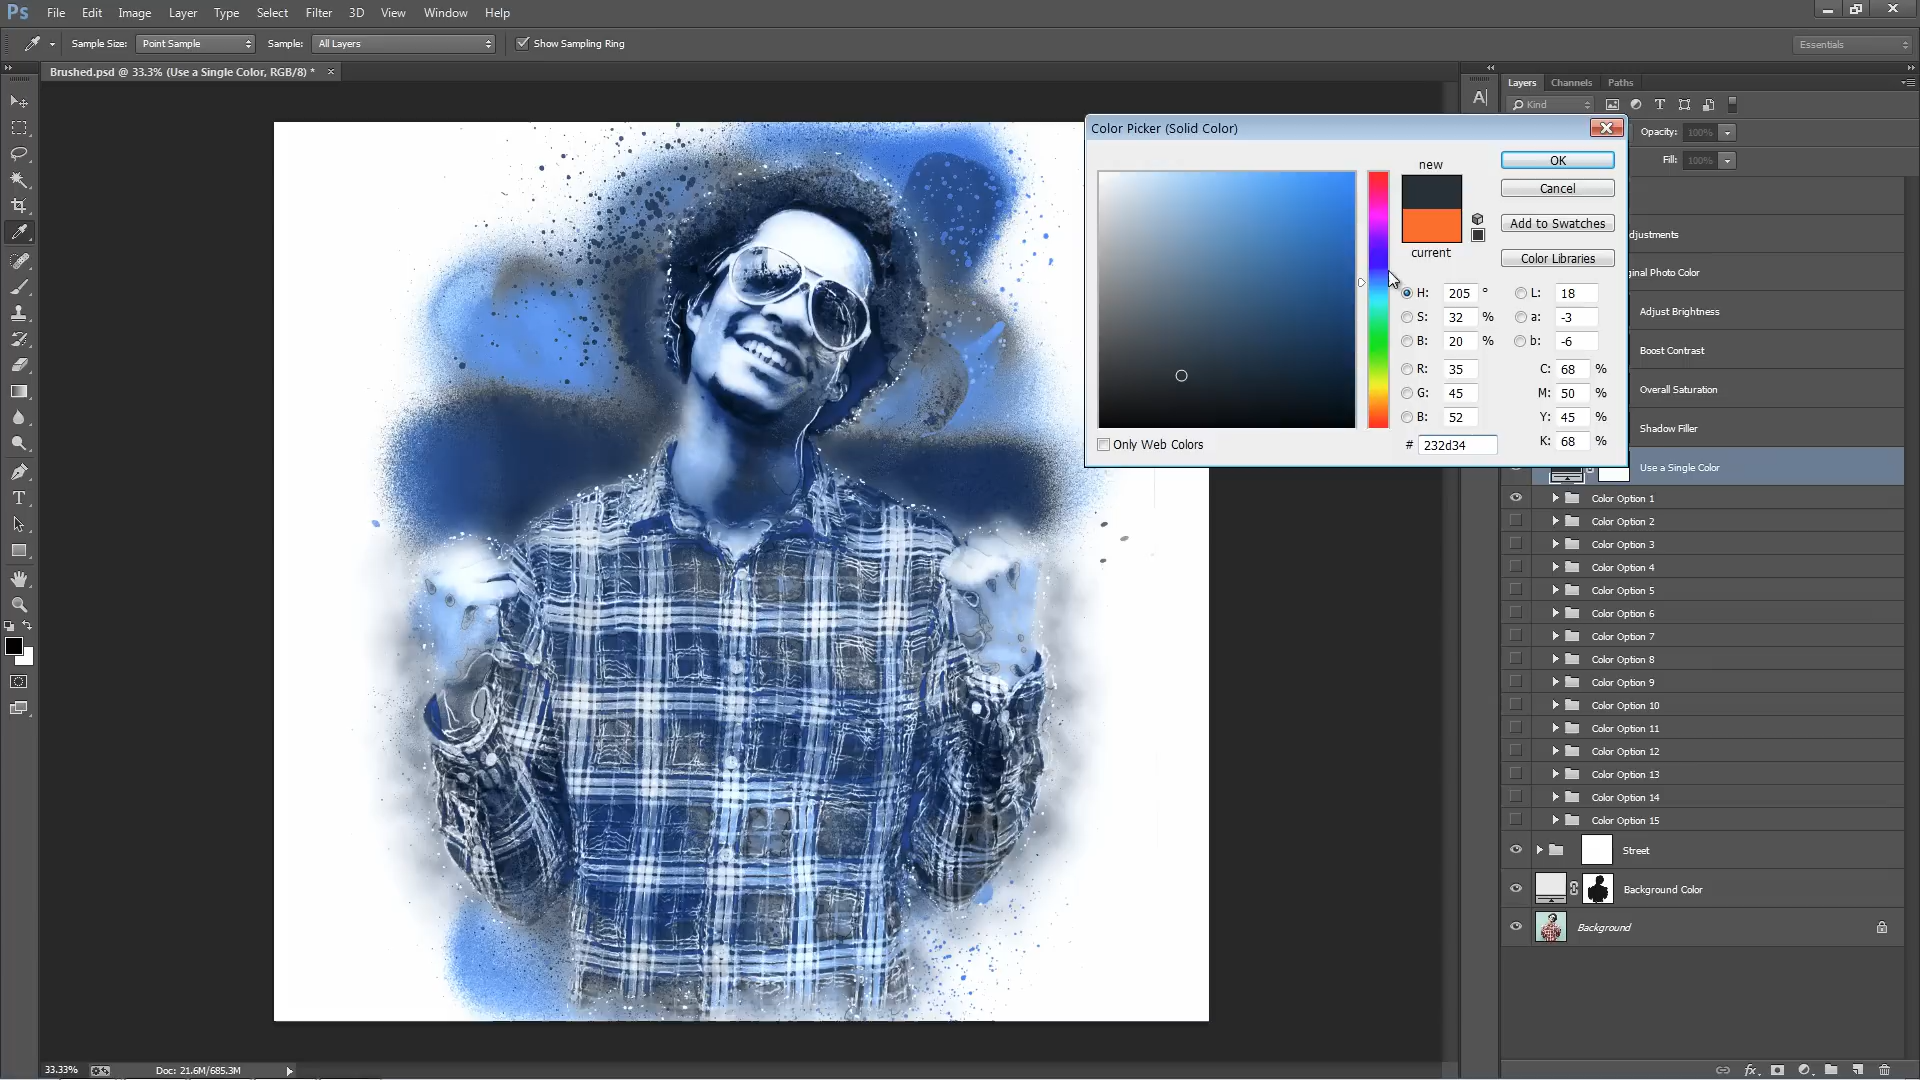 Ps File Edit Image Layer Type Select Filter 3D View Window Help
Sample Size: Point Sample Sample: All Layers Show Sampling Ring Essentials
Brushed.psd @ 33.3% (Use a Single Color, RGB/8) * ×
Layers Channels Paths
Kind
Opacity: 100%
Fill: 100%
Color Picker (Solid Color)
new
current
OK
Cancel
Add to Swatches
Color Libraries
H: 205 °
S: 32 %
B: 20 %
R: 35
G: 45
B: 52
L: 18
a: -3
b: -6
C: 68 %
M: 50 %
Y: 45 %
K: 68 %
# 232d34
Only Web Colors
djustments
ginal Photo Color
Adjust Brightness
Boost Contrast
Overall Saturation
Shadow Filler
Use a Single Color
Color Option 1
Color Option 2
Color Option 3
Color Option 4
Color Option 5
Color Option 6
Color Option 7
Color Option 8
Color Option 9
Color Option 10
Color Option 11
Color Option 12
Color Option 13
Color Option 14
Color Option 15
Street
Background Color
Background
33.33% Doc: 21.6M/685.3M